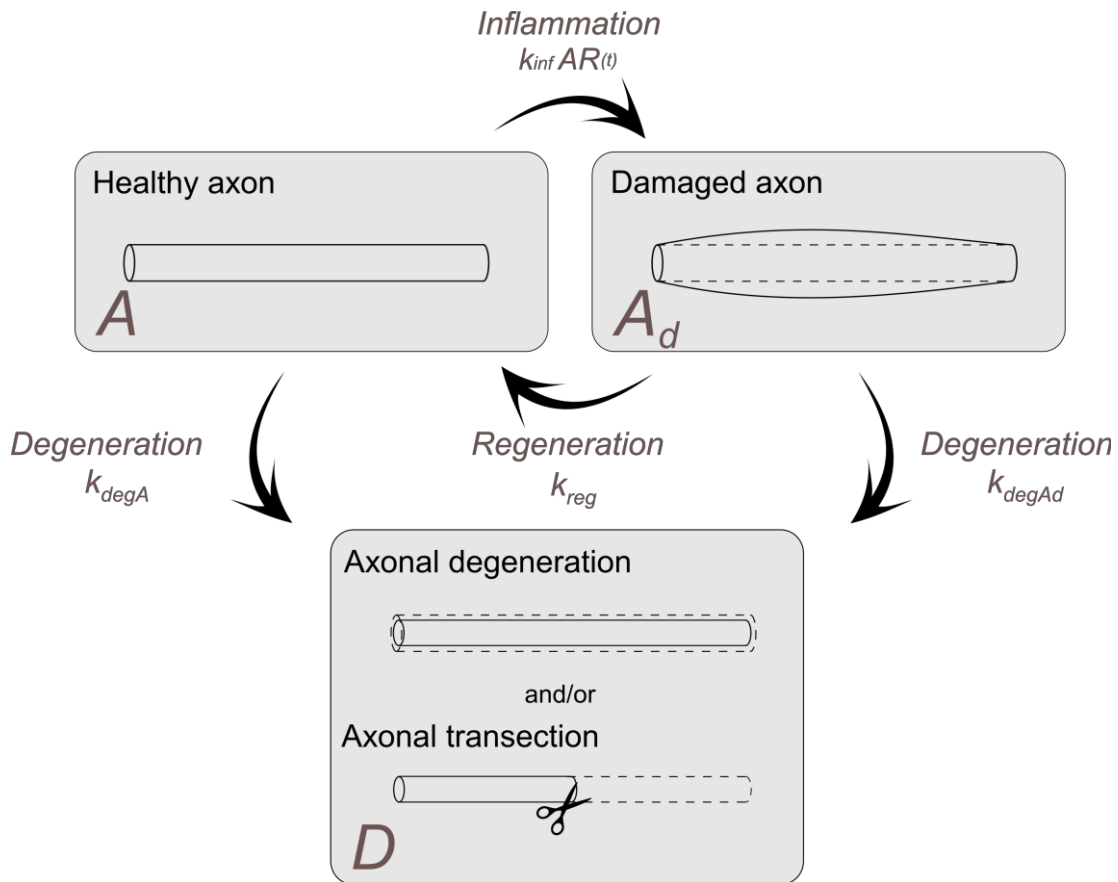 Inflammation
kinf AR(t)
Healthy axon
A
Damaged axon
Ad
Degeneration
kdegA
Regeneration
kreg
Degeneration
kdegAd
Axonal degeneration
and/or
Axonal transection
D